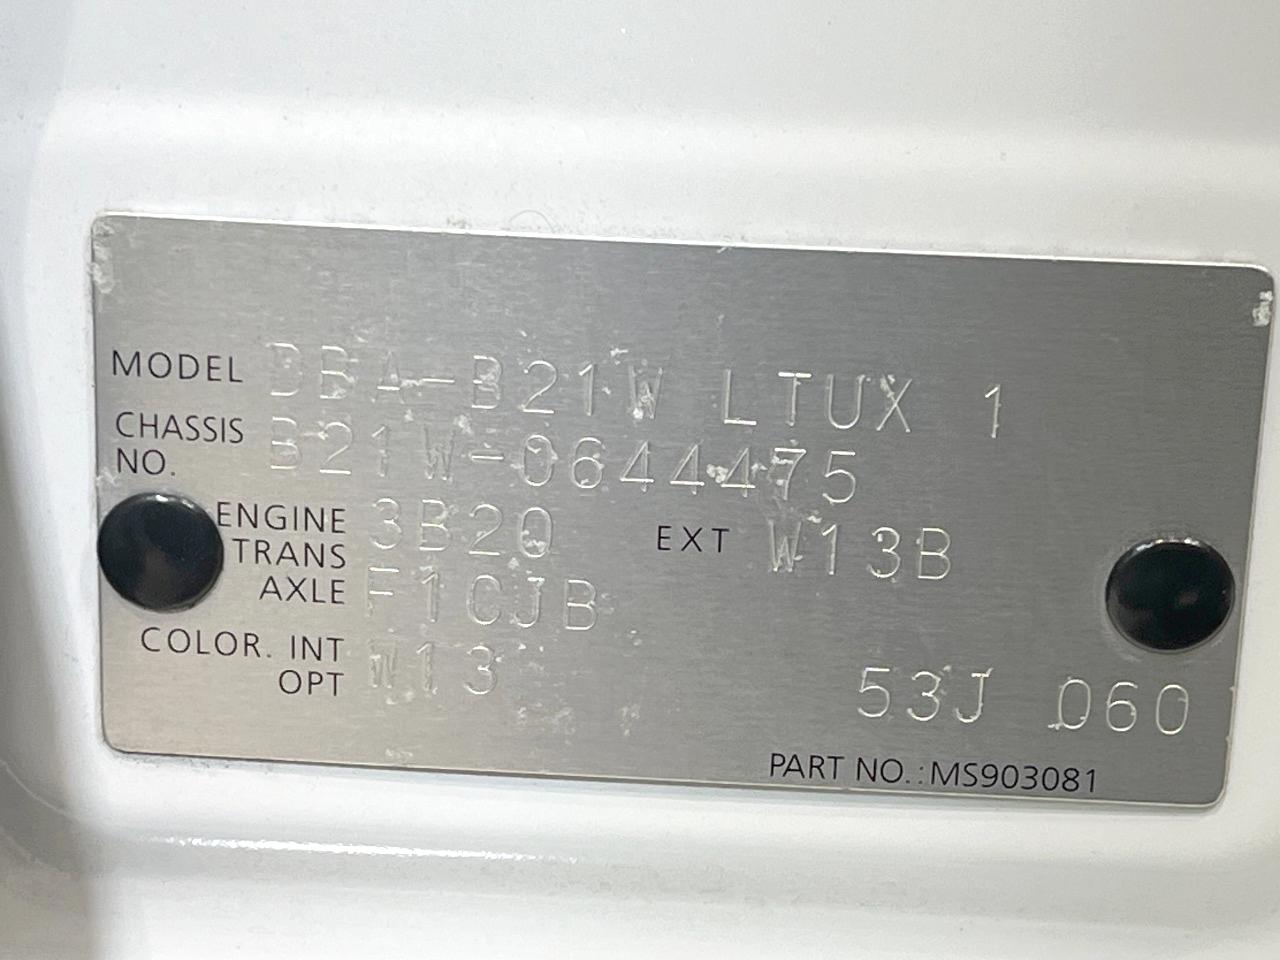 MODEL DBA-B21W LTUX 1
CHASSIS NO. B21W-0644475
ENGINE 3B20 EXT W13B
TRANS AXLE F1CJB
COLOR. INT OPT W13
53J 060
PART NO.:MS903081